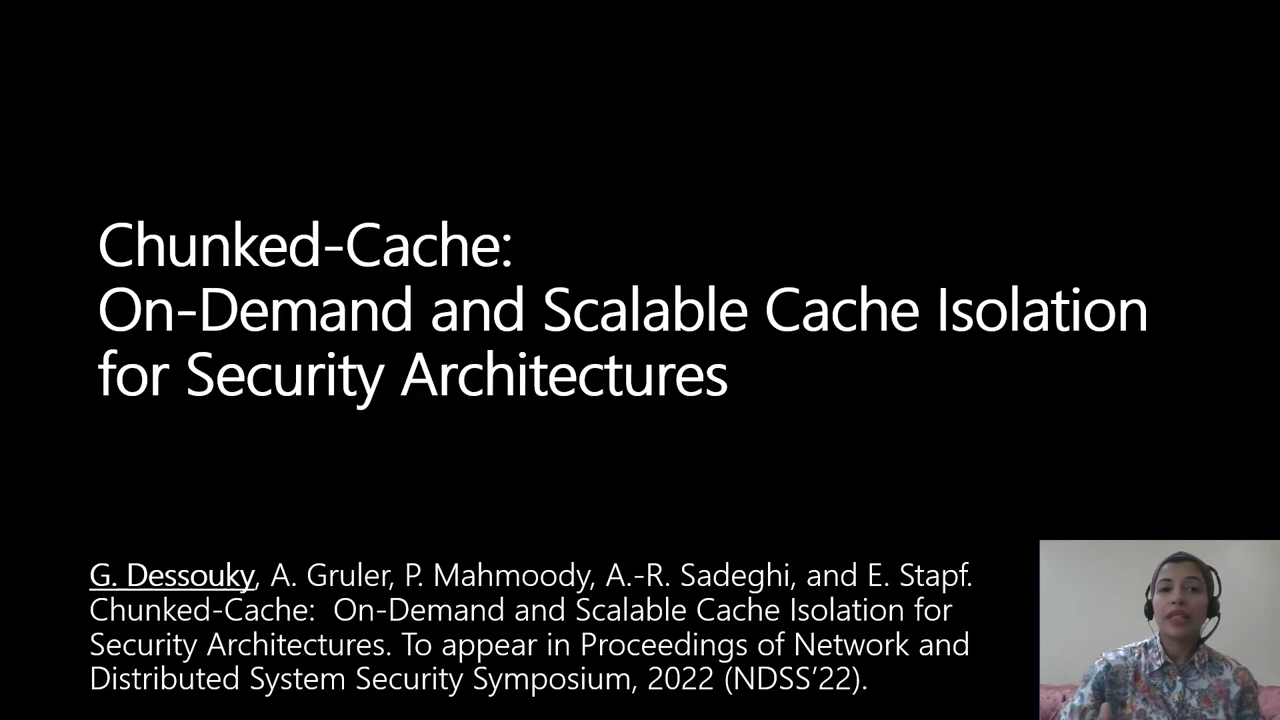 Chunked-Cache:
On-Demand and Scalable Cache Isolation
for Security Architectures
G. Dessouky, A. Gruler, P. Mahmoody, A.-R. Sadeghi, and E. Stapf.
Chunked-Cache: On-Demand and Scalable Cache Isolation for
Security Architectures. To appear in Proceedings of Network and
Distributed System Security Symposium, 2022 (NDSS’22).